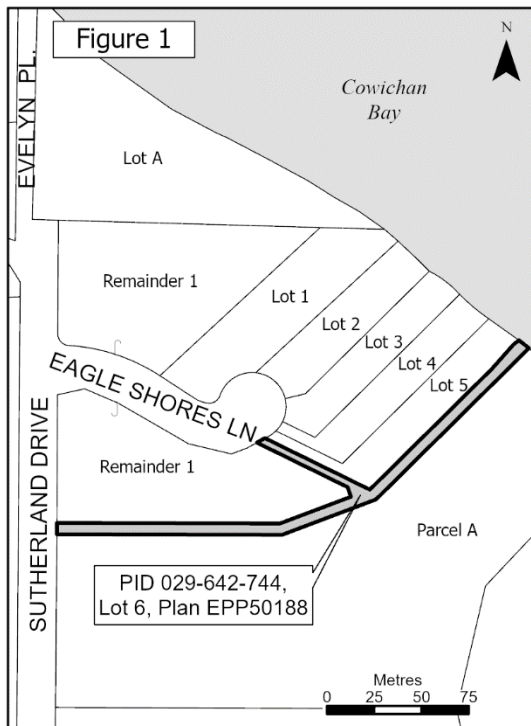 Figure 1
N
EVELYN PL.
Cowichan
Bay
Lot A
Remainder 1
Lot 1
Lot 2
Lot 3
Lot 4
Lot 5
EAGLE SHORES LN
Remainder 1
SUTHERLAND DRIVE
Parcel A
PID 029-642-744,
Lot 6, Plan EPP50188
Metres
0 25 50 75